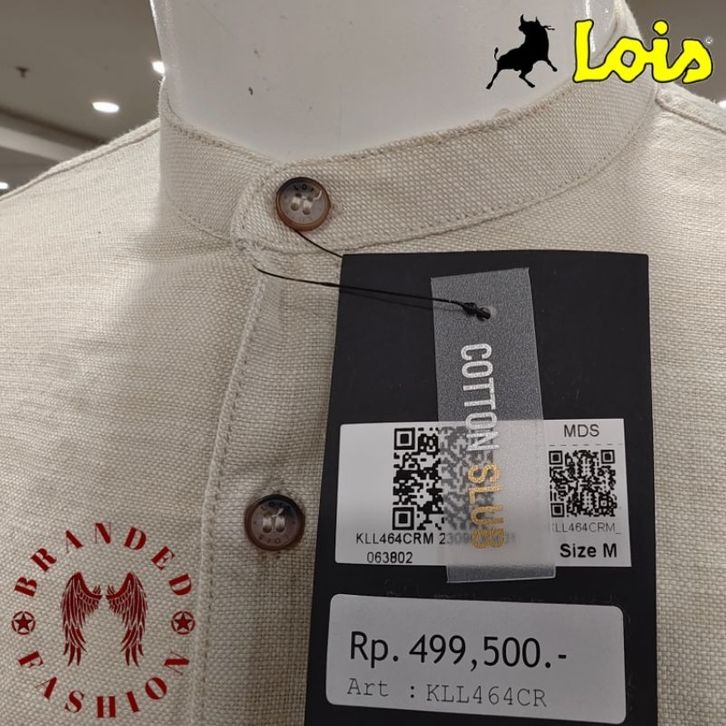 Lois
COTTON SLUB
MDS
KLL464CRM
KLL464CRM_
063802
Size M
Rp. 499,500.-
Art : KLL464CR
BRANDED
FASHION